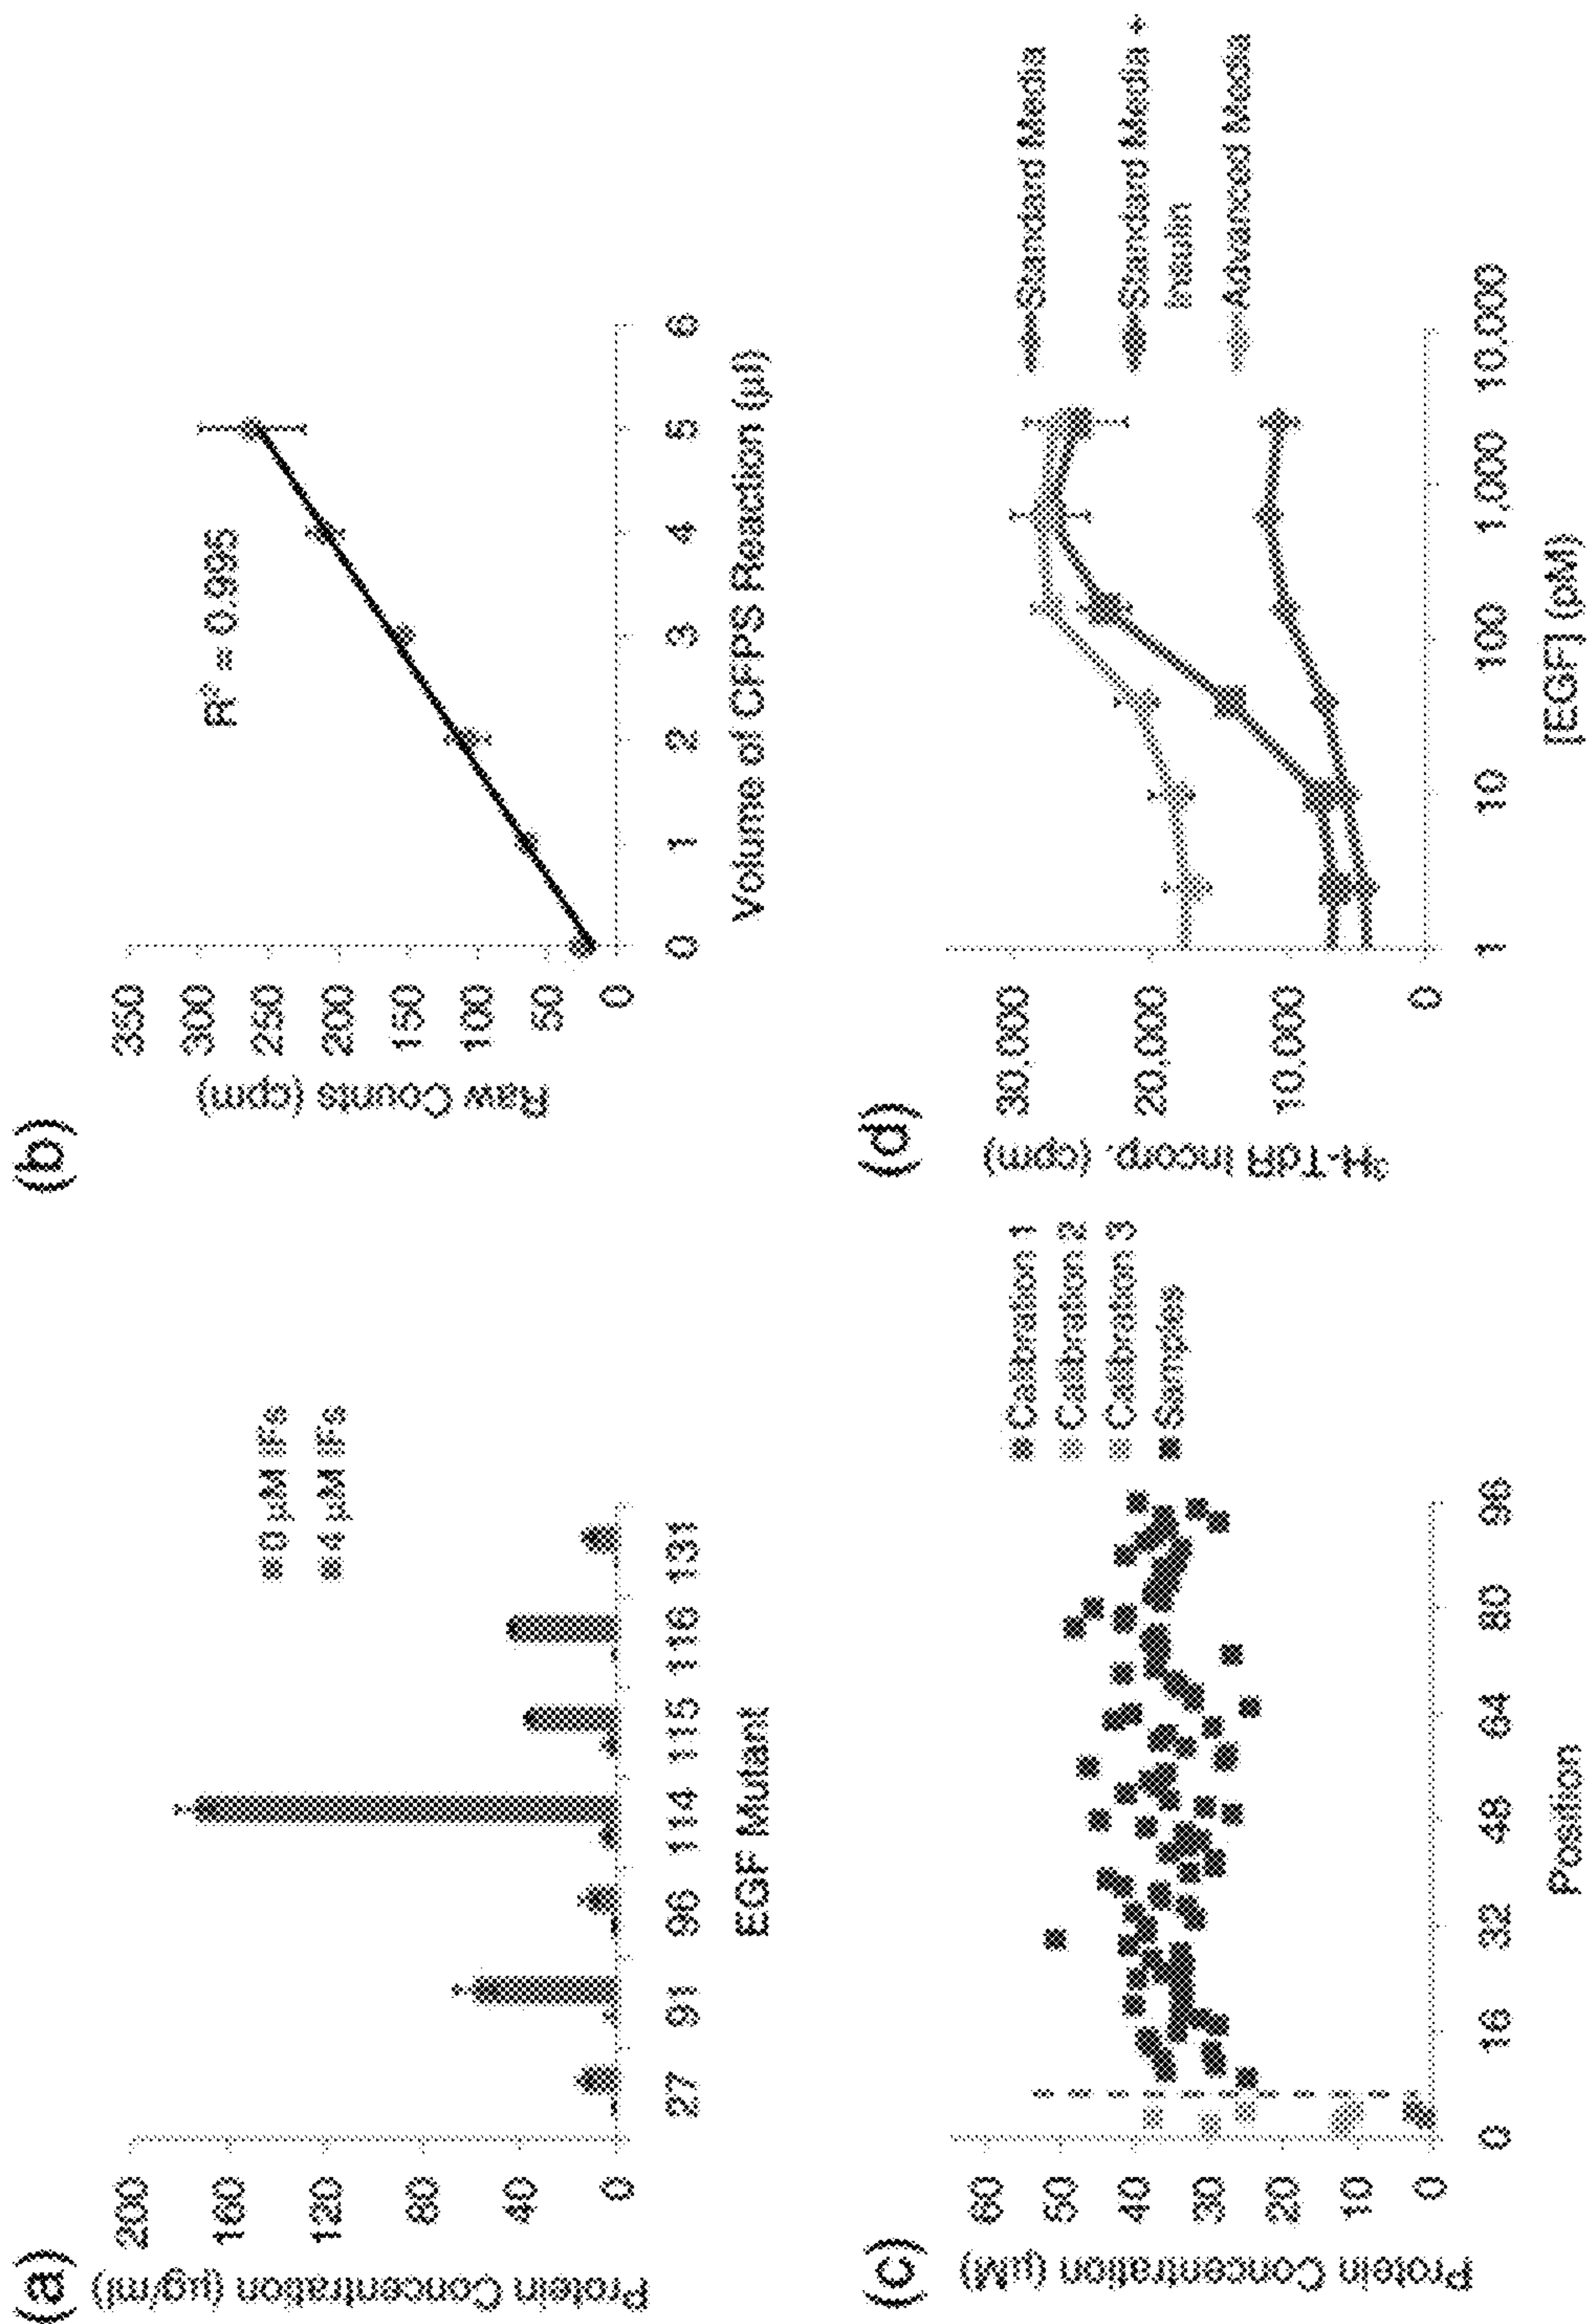 (a)
Protein Concentration (µg/ml)
200
160
120
80
40
0
27 91 96 114 115 116 131
EGF Mutant
0 µM IFs
4 µM IFs
(b)
Raw Counts (cpm)
350
300
250
200
150
100
50
0
R² = 0.995
0 1 2 3 4 5 6
Volume of CFPS Reaction (µl)
(c)
Protein Concentration (µM)
60
50
40
30
20
10
0
0 16 32 48 64 80 96
Position
Calibration 1
Calibration 2
Calibration 3
Samples
(d)
³H-TdR Incorp. (cpm)
30,000
20,000
10,000
0
1 10 100 1,000 10,000
[EGF] (pM)
Standard Media
Standard Media +
Insulin
Advanced Media